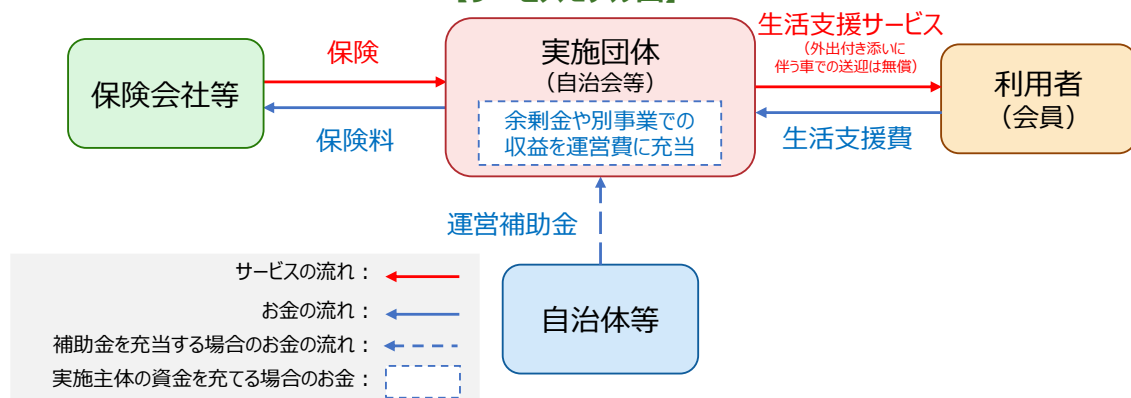 保険会社等
保険
保険料
実施団体
（自治会等）
余剰金や別事業での
収益を運営費に充当
生活支援サービス
（外出付き添いに
伴う車での送迎は無償）
生活支援費
利用者
（会員）
運営補助金
自治体等
サービスの流れ：
お金の流れ：
補助金を充当する場合のお金の流れ：
実施主体の資金を充てる場合のお金：